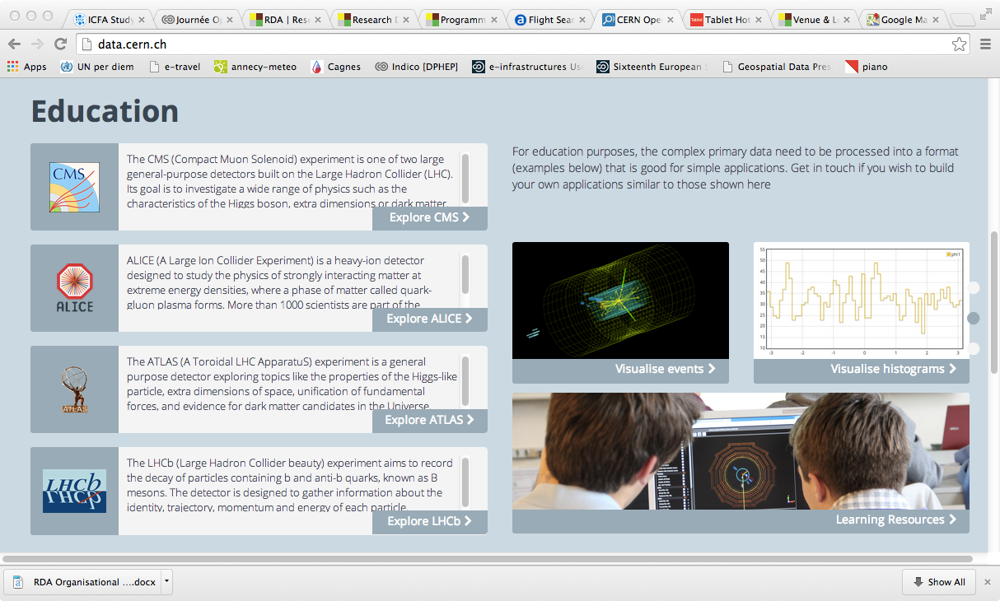 ICFA Study
Journée Op
RDA | Rese
Research D
Programm
Flight Sear
CERN Ope
Tablet Hot
Venue & L
Google Ma
data.cern.ch
Apps
UN per diem
e-travel
annecy-meteo
Cagnes
Indico [DPHEP]
e-infrastructures Us
Sixteenth European S
Geospatial Data Pres
piano
Education
CMS
The CMS (Compact Muon Solenoid) experiment is one of two large
general-purpose detectors built on the Large Hadron Collider (LHC).
Its goal is to investigate a wide range of physics such as the
characteristics of the Higgs boson, extra dimensions or dark matter.
Explore CMS
ALICE
ALICE (A Large Ion Collider Experiment) is a heavy-ion detector
designed to study the physics of strongly interacting matter at
extreme energy densities, where a phase of matter called quark-
gluon plasma forms. More than 1000 scientists are part of the
Explore ALICE
ATLAS
The ATLAS (A Toroidal LHC ApparatuS) experiment is a general
purpose detector exploring topics like the properties of the Higgs-like
particle, extra dimensions of space, unification of fundamental
forces, and evidence for dark matter candidates in the Universe.
Explore ATLAS
LHCb
The LHCb (Large Hadron Collider beauty) experiment aims to record
the decay of particles containing b and anti-b quarks, known as B
mesons. The detector is designed to gather information about the
identity, trajectory, momentum and energy of each particle.
Explore LHCb
For education purposes, the complex primary data need to be processed into a format
(examples below) that is good for simple applications. Get in touch if you wish to build
your own applications similar to those shown here
Visualise events
phi1
55
50
45
40
35
30
25
20
15
10
-3 -2 -1 0 1 2 3
Visualise histograms
Learning Resources
RDA Organisational ....docx
Show All